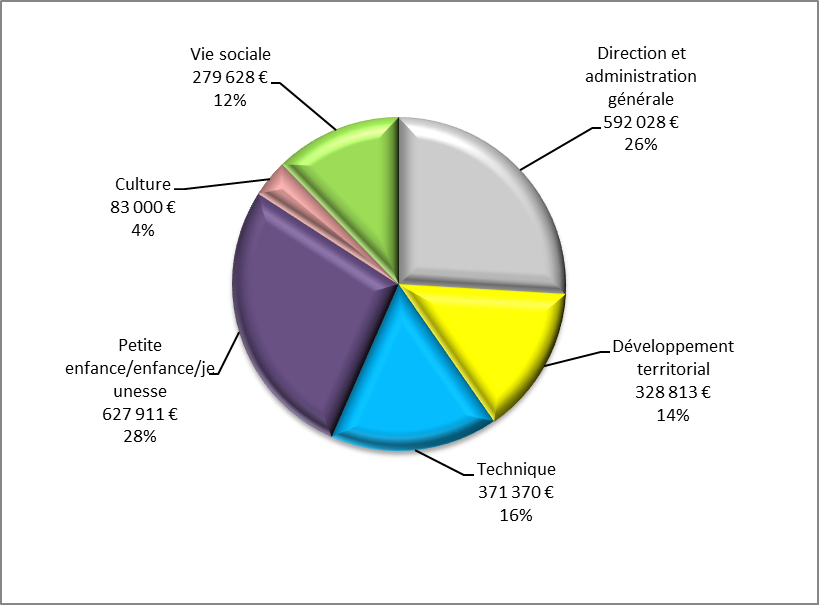 Vie sociale
279 628 €
12%
Direction et
administration
générale
592 028 €
26%
Culture
83 000 €
4%
Développement
territorial
328 813 €
14%
Petite
enfance/enfance/je
unesse
627 911 €
28%
Technique
371 370 €
16%